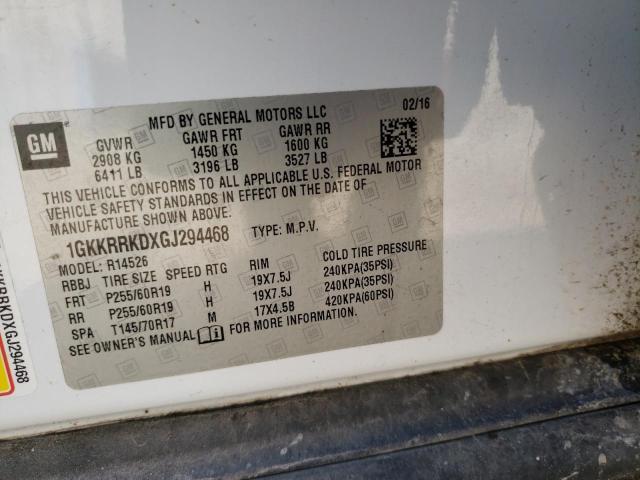 MFD BY GENERAL MOTORS LLC 02/16
GM
GVWR GAWR FRT GAWR RR
2908 KG 1450 KG 1600 KG
6411 LB 3196 LB 3527 LB
THIS VEHICLE CONFORMS TO ALL APPLICABLE U.S. FEDERAL MOTOR
VEHICLE SAFETY STANDARDS IN EFFECT ON THE DATE OF
MANUFACTURE SHOWN ABOVE.
1GKKRRKDXGJ294468 TYPE: M.P.V.
MODEL: R14526
RBBJ TIRE SIZE SPEED RTG RIM COLD TIRE PRESSURE
FRT P255/60R19 H 19X7.5J 240KPA(35PSI)
RR P255/60R19 H 19X7.5J 240KPA(35PSI)
SPA T145/70R17 M 17X4.5B 420KPA(60PSI)
SEE OWNER'S MANUAL
KKRRKDXGJ294468